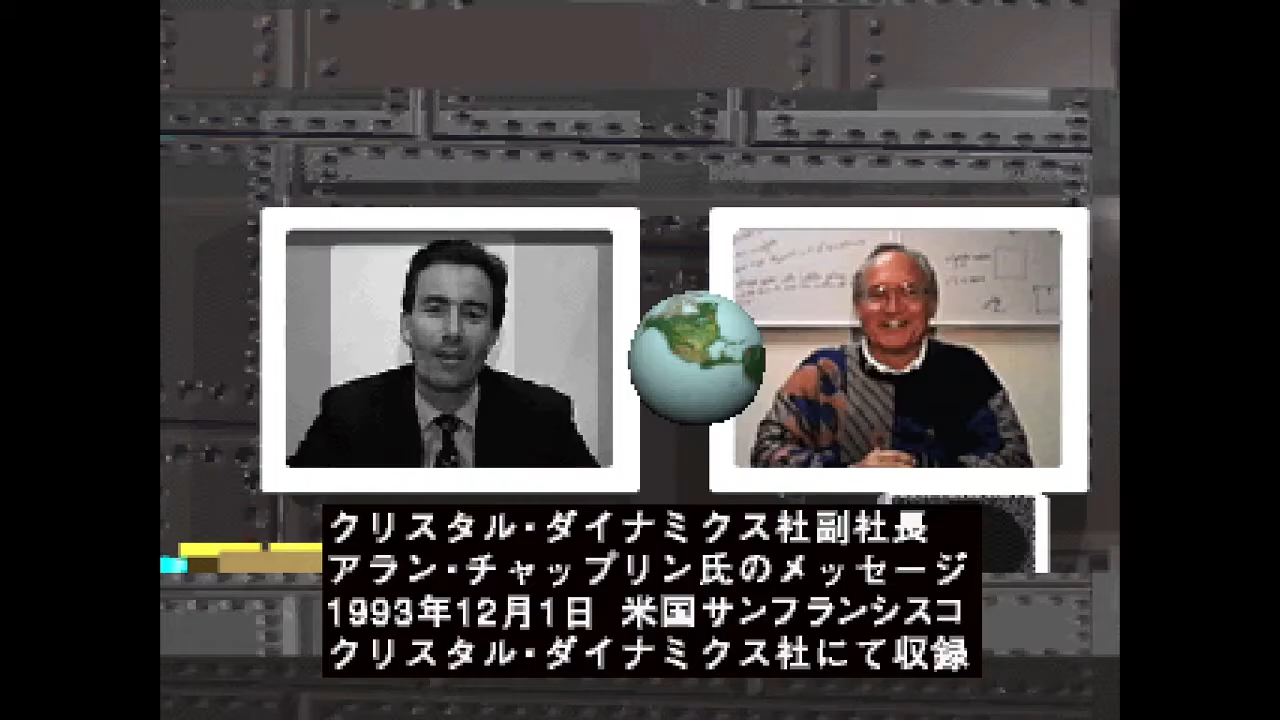 クリスタル・ダイナミクス社副社長
アラン・チャップリン氏のメッセージ
1993年12月1日 米国サンフランシスコ
クリスタル・ダイナミクス社にて収録